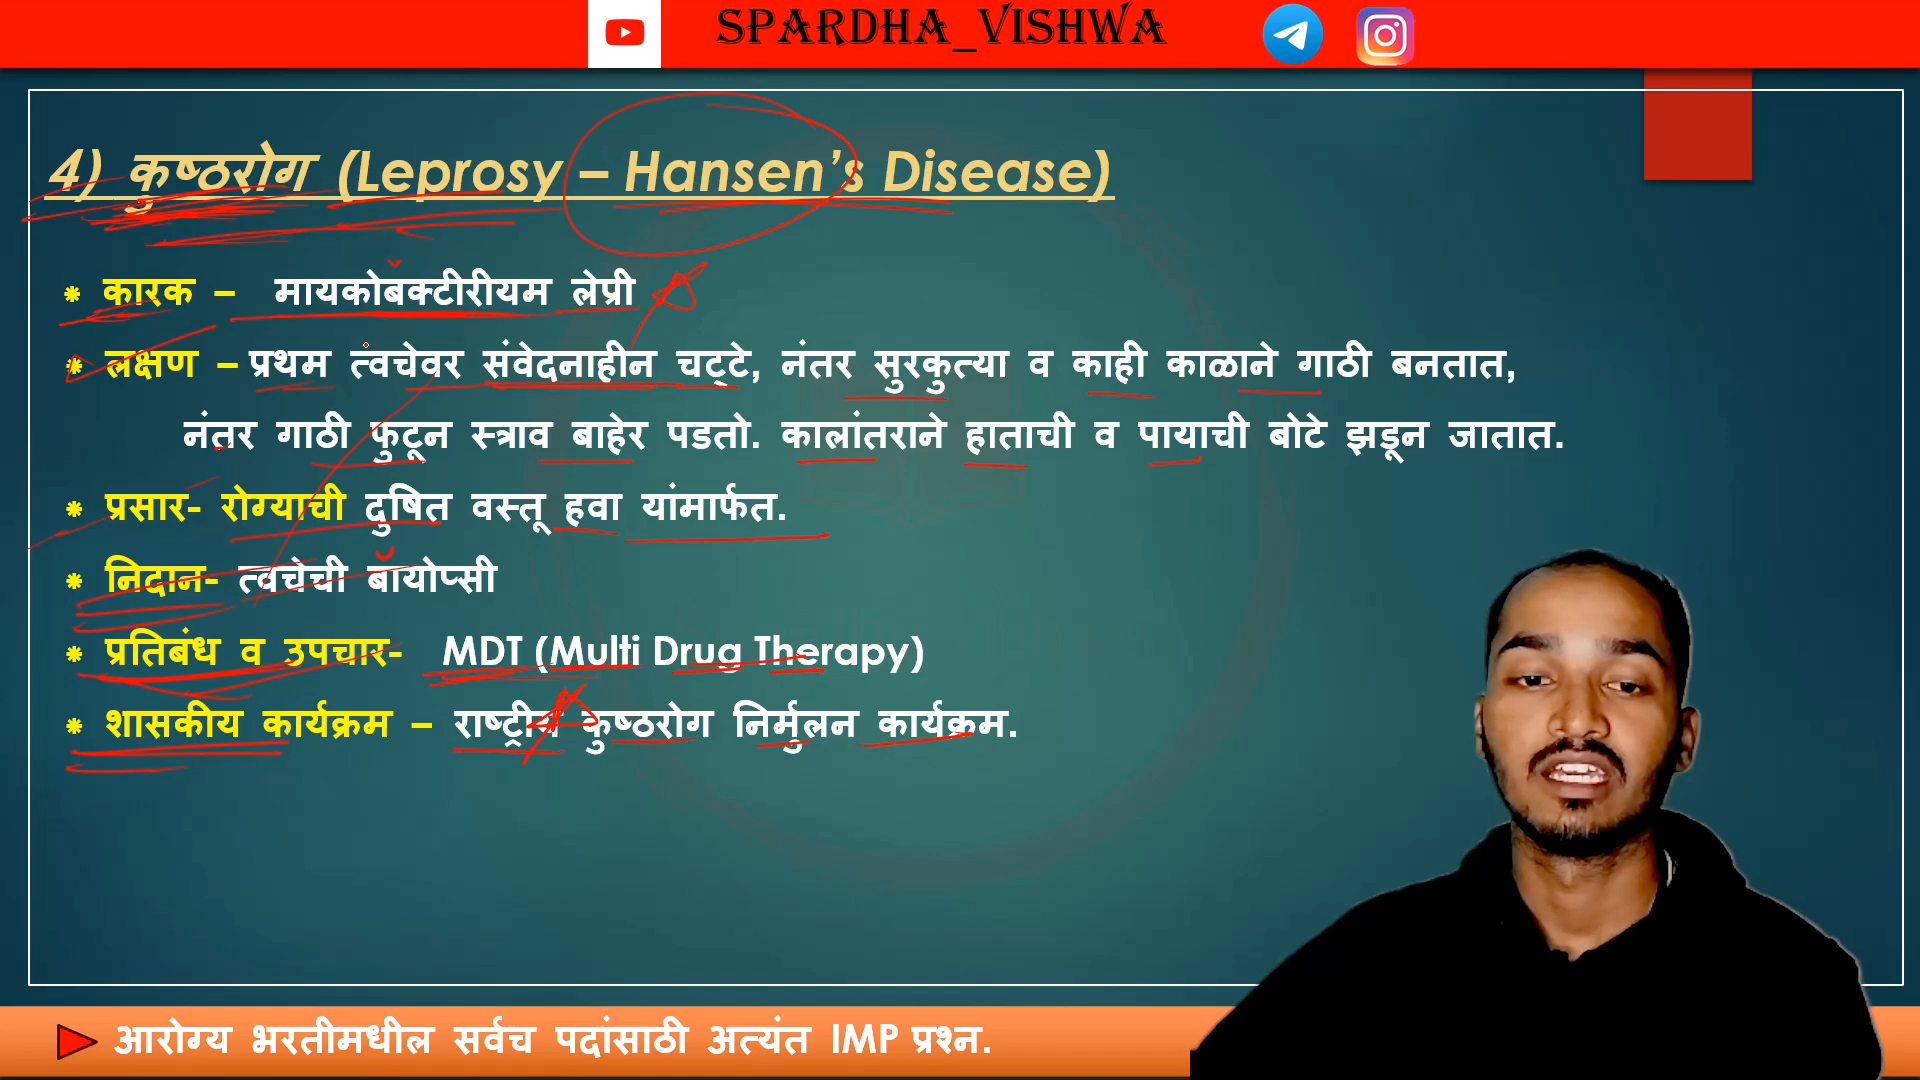 SPARDHA_VISHWA
4) कुष्ठरोग (Leprosy – Hansen's Disease)
* कारक – मायकोबॅक्टीरीयम लेप्री
* लक्षण – प्रथम त्वचेवर संवेदनाहीन चट्टे, नंतर सुरकुत्या व काही काळाने गाठी बनतात,
नंतर गाठी फुटून स्त्राव बाहेर पडतो. कालांतराने हाताची व पायाची बोटे झडून जातात.
* प्रसार- रोग्याची दुषित वस्तू हवा यांमार्फत.
* निदान- त्वचेची बॉयोप्सी
* प्रतिबंध व उपचार- MDT (Multi Drug Therapy)
* शासकीय कार्यक्रम – राष्ट्रीय कुष्ठरोग निर्मुलन कार्यक्रम.
आरोग्य भरतीमधील सर्वच पदांसाठी अत्यंत IMP प्रश्न.